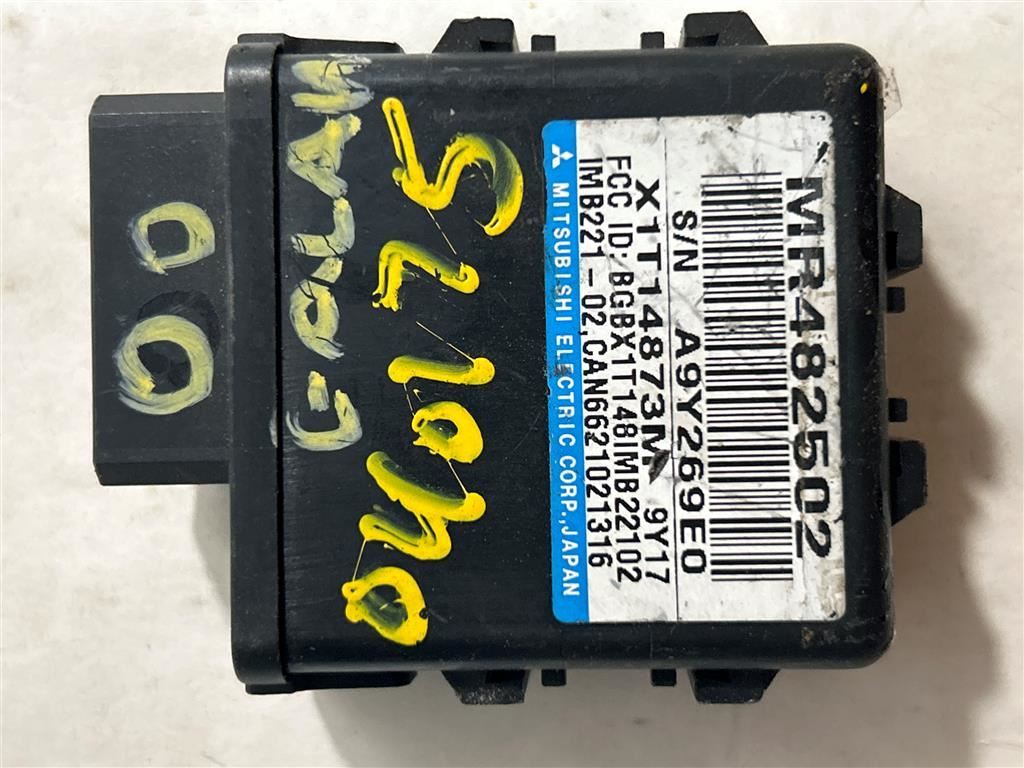 MR482502
S/N A9Y269E0
X1T14873M 9Y17
FCC ID:BGBX1T148IMB22102
IMB221-02,CAN6621021316
MITSUBISHI ELECTRIC CORP.,JAPAN
GALAN
00